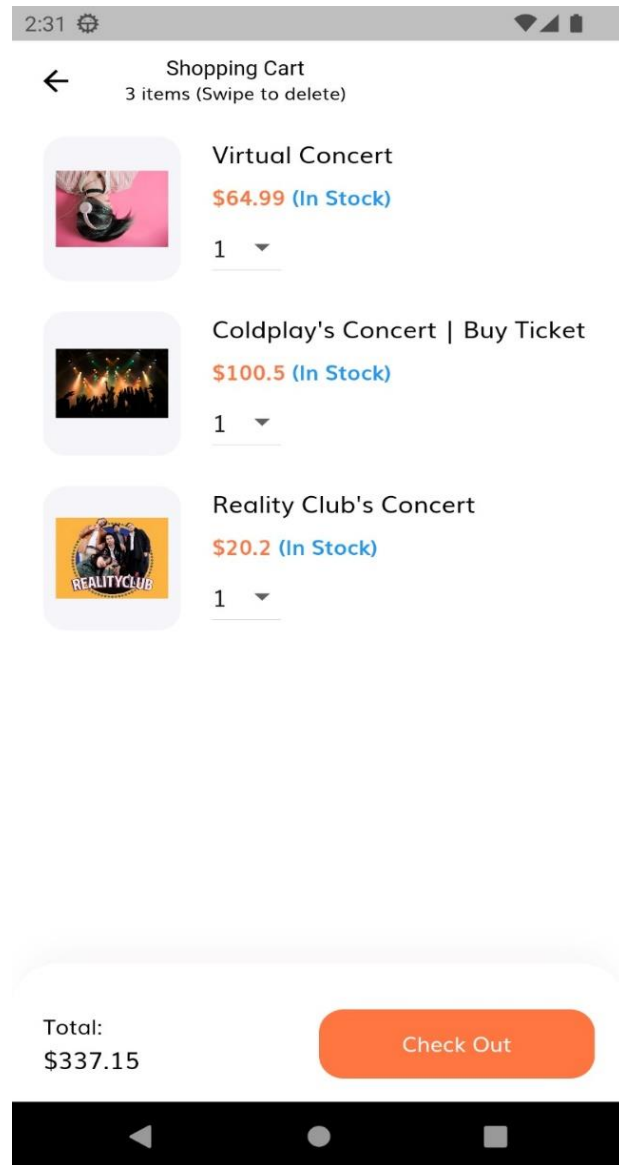 2:31
Shopping Cart
3 items (Swipe to delete)
Virtual Concert
$64.99 (In Stock)
1
Coldplay's Concert | Buy Ticket
$100.5 (In Stock)
1
Reality Club's Concert
$20.2 (In Stock)
1
REALITYCLUB
Total:
$337.15
Check Out